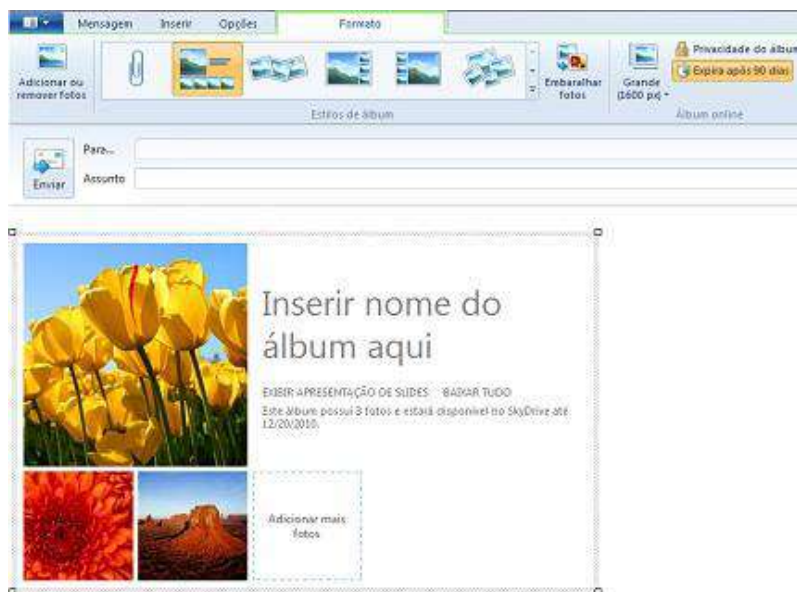 Mensagem Inserir Opções Formato
Adicionar ou
remover fotos
Embaralhar
fotos
Grande
(1600 px)
Privacidade do álbum
Expira após 90 dias
Estilos de álbum
Álbum online
Para...
Enviar
Assunto
Inserir nome do
álbum aqui
EXIBIR APRESENTAÇÃO DE SLIDES BAIXAR TUDO
Este álbum possui 3 fotos e estará disponível no SkyDrive até
12/20/2010.
Adicionar mais
fotos